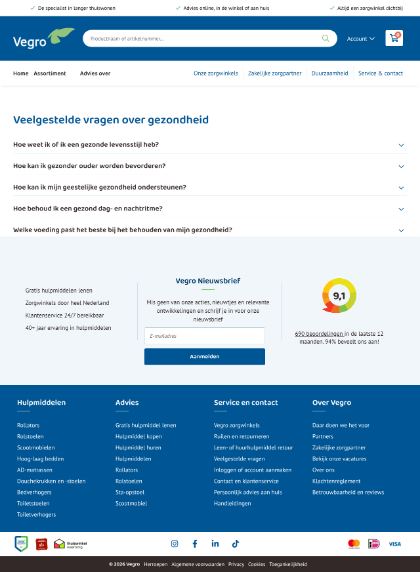 De specialist in langer thuiswonen
Advies online, in de winkel of aan huis
Altijd een zorgwinkel dichtbij
Vegro
Productnaam of artikelnummer...
Account
Home Assortiment Advies over
Onze zorgwinkels Zakelijke zorgpartner Duurzaamheid Service & contact
Veelgestelde vragen over gezondheid
Hoe weet ik of ik een gezonde levensstijl heb?
Hoe kan ik gezonder ouder worden bevorderen?
Hoe kan ik mijn geestelijke gezondheid ondersteunen?
Hoe behoud ik een gezond dag- en nachtritme?
Welke voeding past het beste bij het behouden van mijn gezondheid?
Gratis hulpmiddelen lenen
Zorgwinkels door heel Nederland
Klantenservice 24/7 bereikbaar
40+ jaar ervaring in hulpmiddelen
Vegro Nieuwsbrief
Mis geen van onze acties, nieuwtjes en relevante
ontwikkelingen en schrijf je in voor onze
nieuwsbrief
E-mailadres
Aanmelden
9,1
690 beoordelingen in de laatste 12
maanden. 94% beveelt ons aan!
Hulpmiddelen
Rollators
Rolstoelen
Scootmobielen
Hoog-laag bedden
AD-matrassen
Douchekrukken en -stoelen
Bedverhogers
Toiletstoelen
Toiletverhogers
Advies
Gratis hulpmiddel lenen
Hulpmiddel kopen
Hulpmiddel huren
Hulpmiddelen
Rollators
Rolstoelen
Sta-opstoel
Scootmobiel
Service en contact
Vegro zorgwinkels
Ruilen en retourneren
Leen- of huurhulpmiddel retour
Veelgestelde vragen
Inloggen of account aanmaken
Contact en klantenservice
Persoonlijk advies aan huis
Handleidingen
Over Vegro
Daar doen we het voor
Partners
Zakelijke zorgpartner
Bekijk onze vacatures
Over ons
Klachtenreglement
Betrouwbaarheid en reviews
thuiswinkel
waarborg
VISA
© 2026 Vegro Herroepen Algemene voorwaarden Privacy Cookies Toegankelijkheid